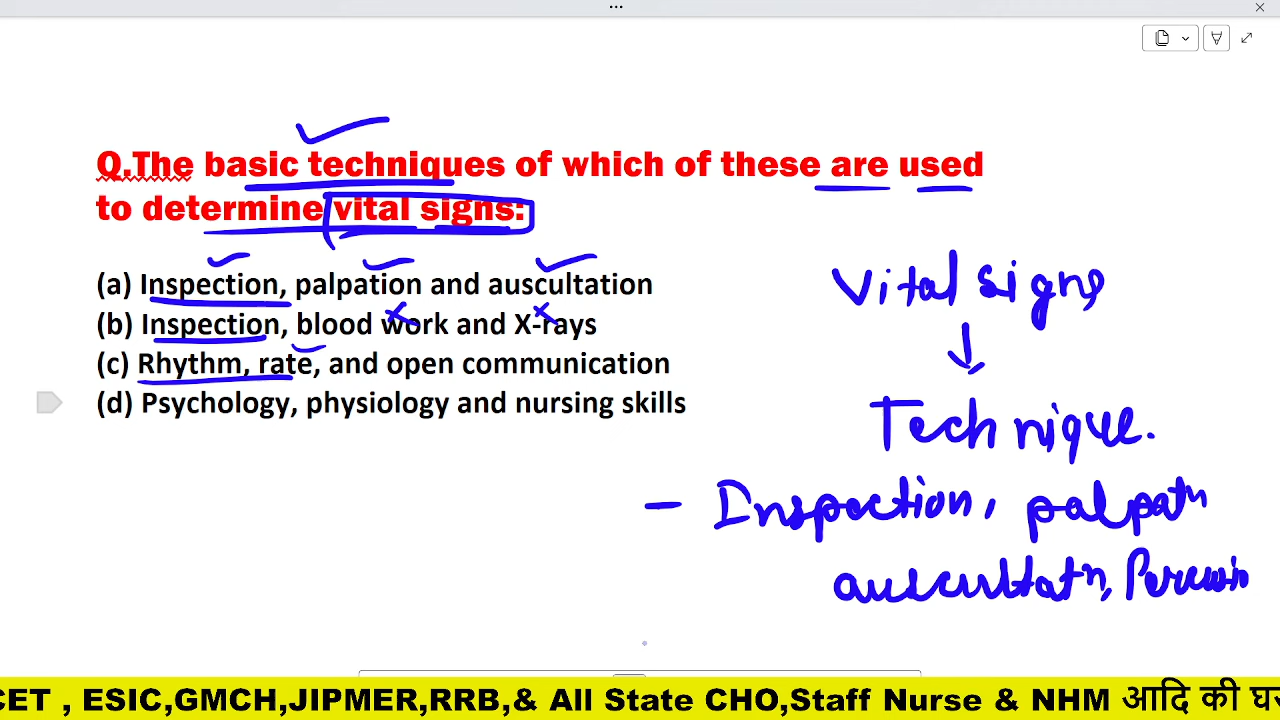 Q.The basic techniques of which of these are used
to determine vital signs:
(a) Inspection, palpation and auscultation
(b) Inspection, blood work and X-rays
(c) Rhythm, rate, and open communication
(d) Psychology, physiology and nursing skills
Vital signs
Technique.
- Inspection, palpatn
auscultatn,
CET , ESIC,GMCH,JIPMER,RRB,& All State CHO,Staff Nurse & NHM आदि की